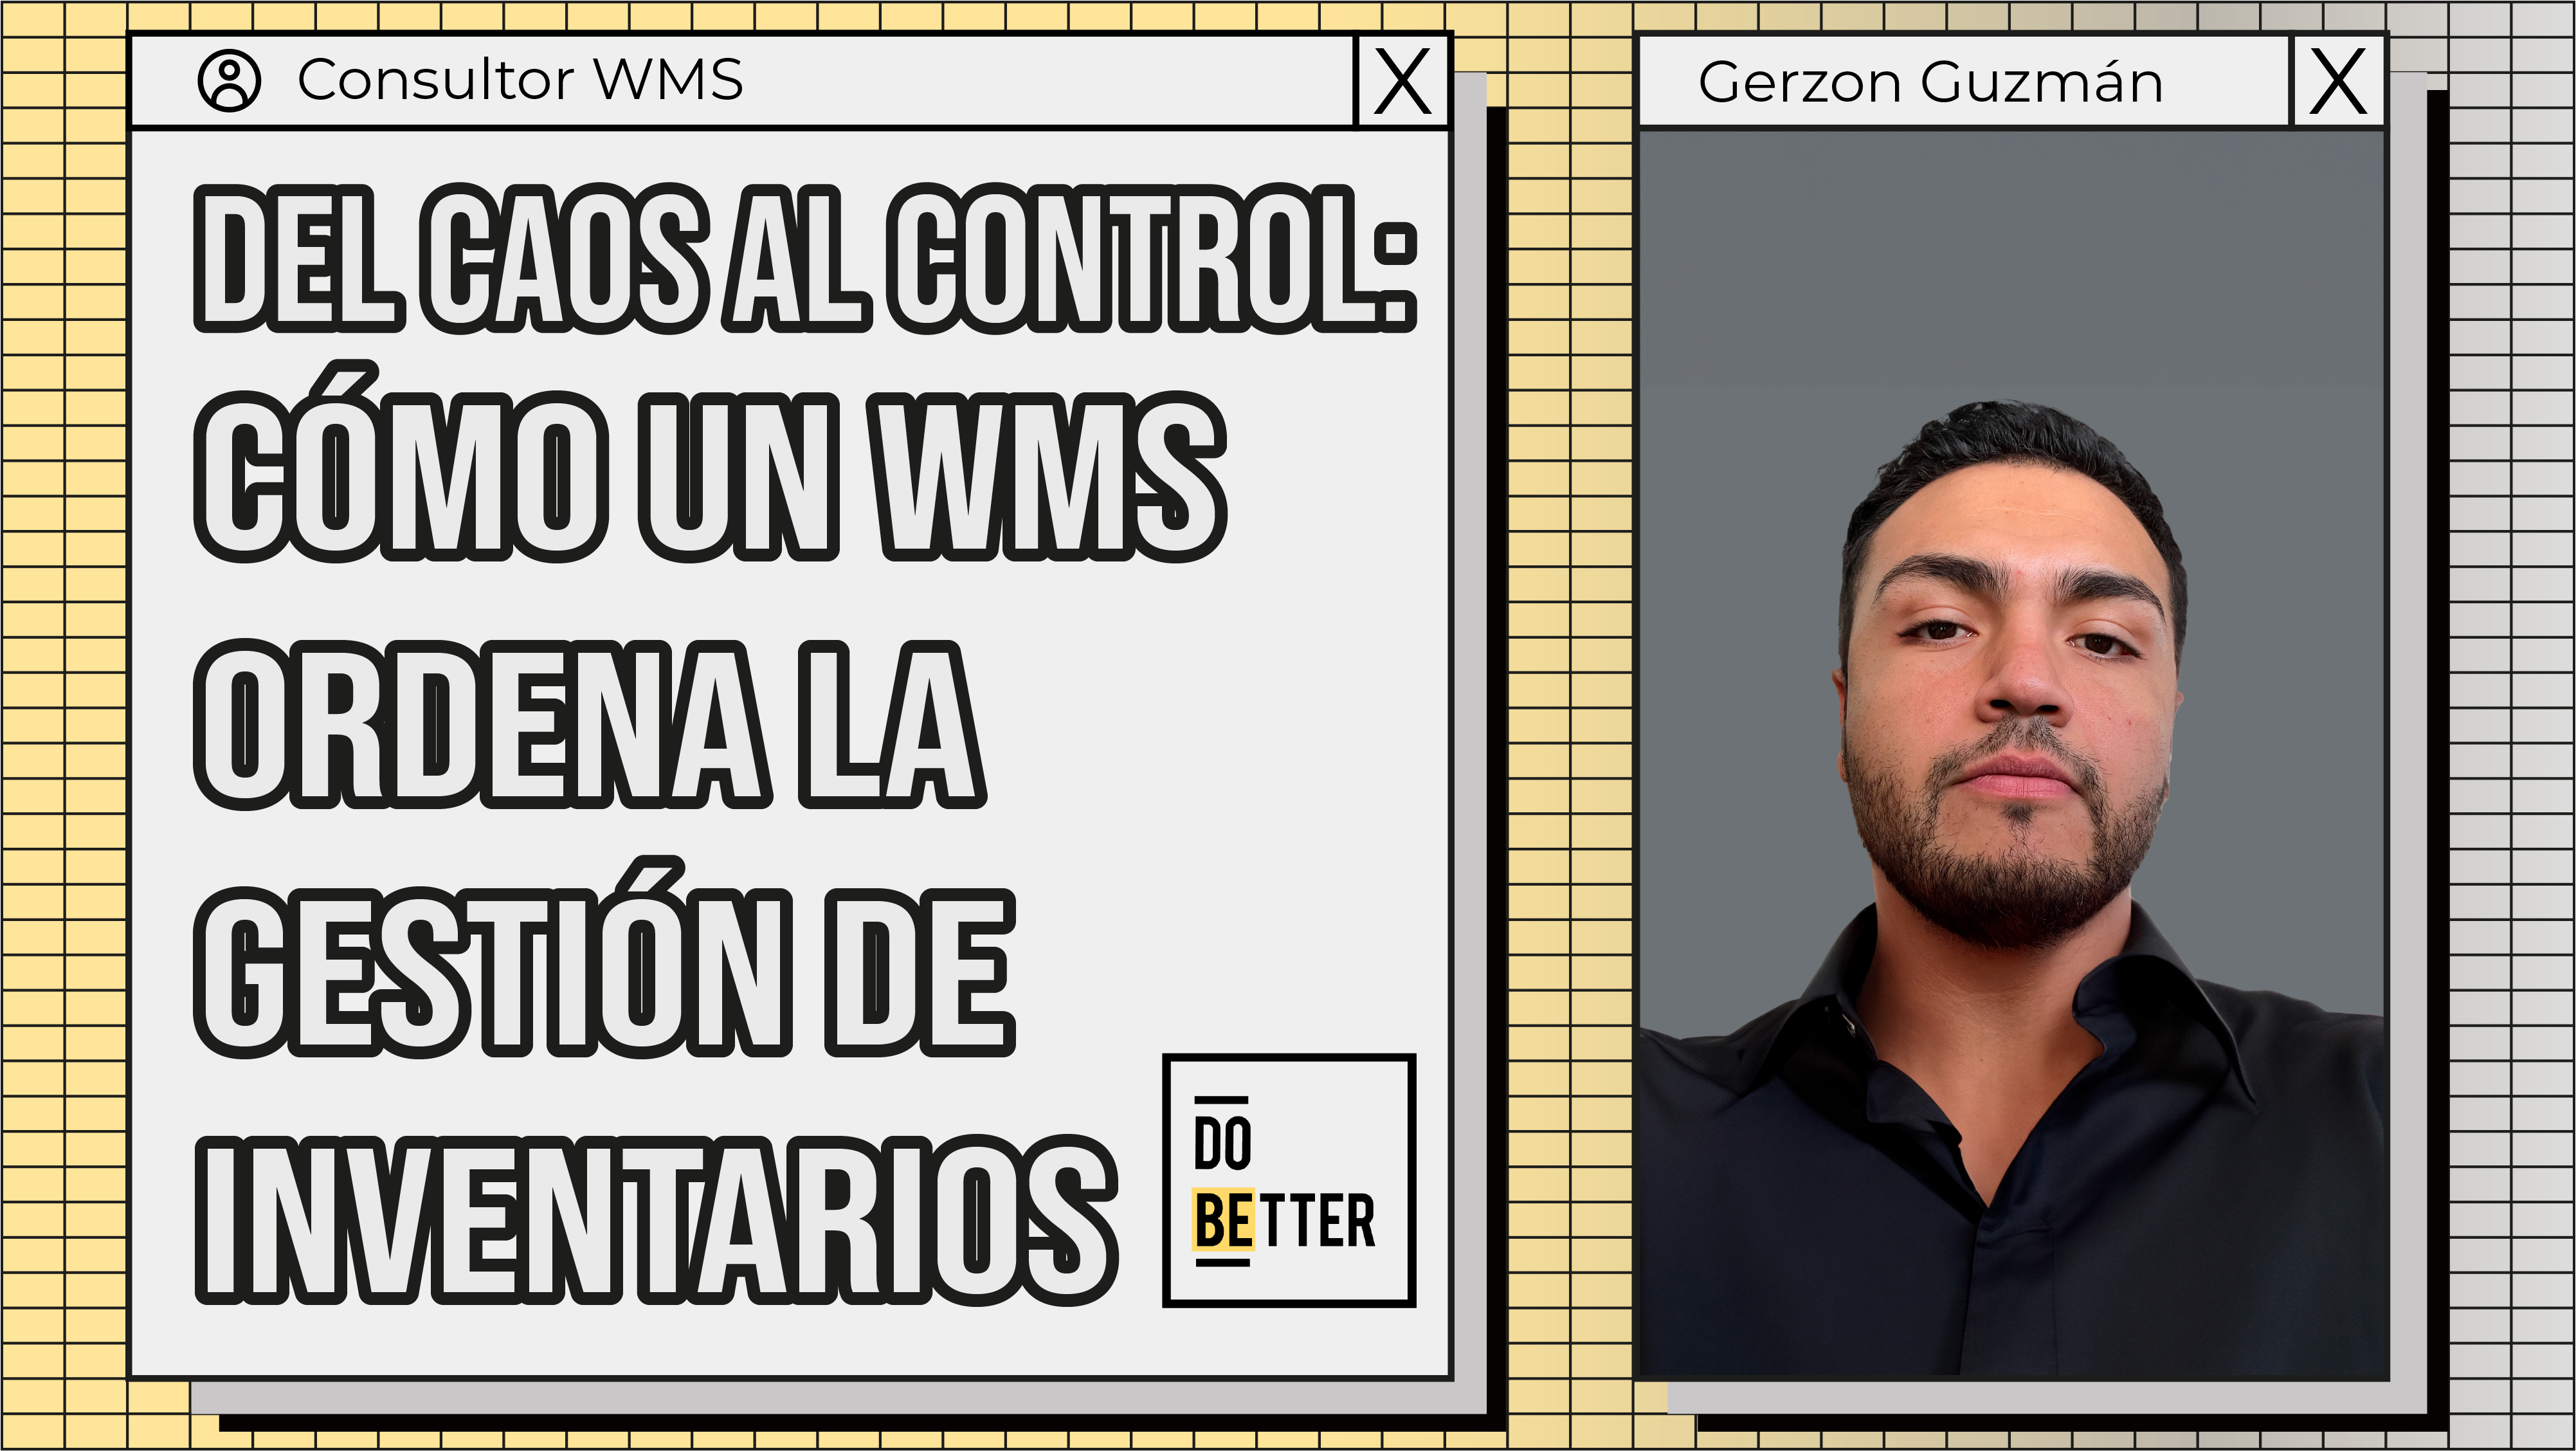 Consultor WMS X
DEL CAOS AL CONTROL:
CÓMO UN WMS
ORDENA LA
GESTIÓN DE
INVENTARIOS
DO
BETTER
Gerzon Guzmán X